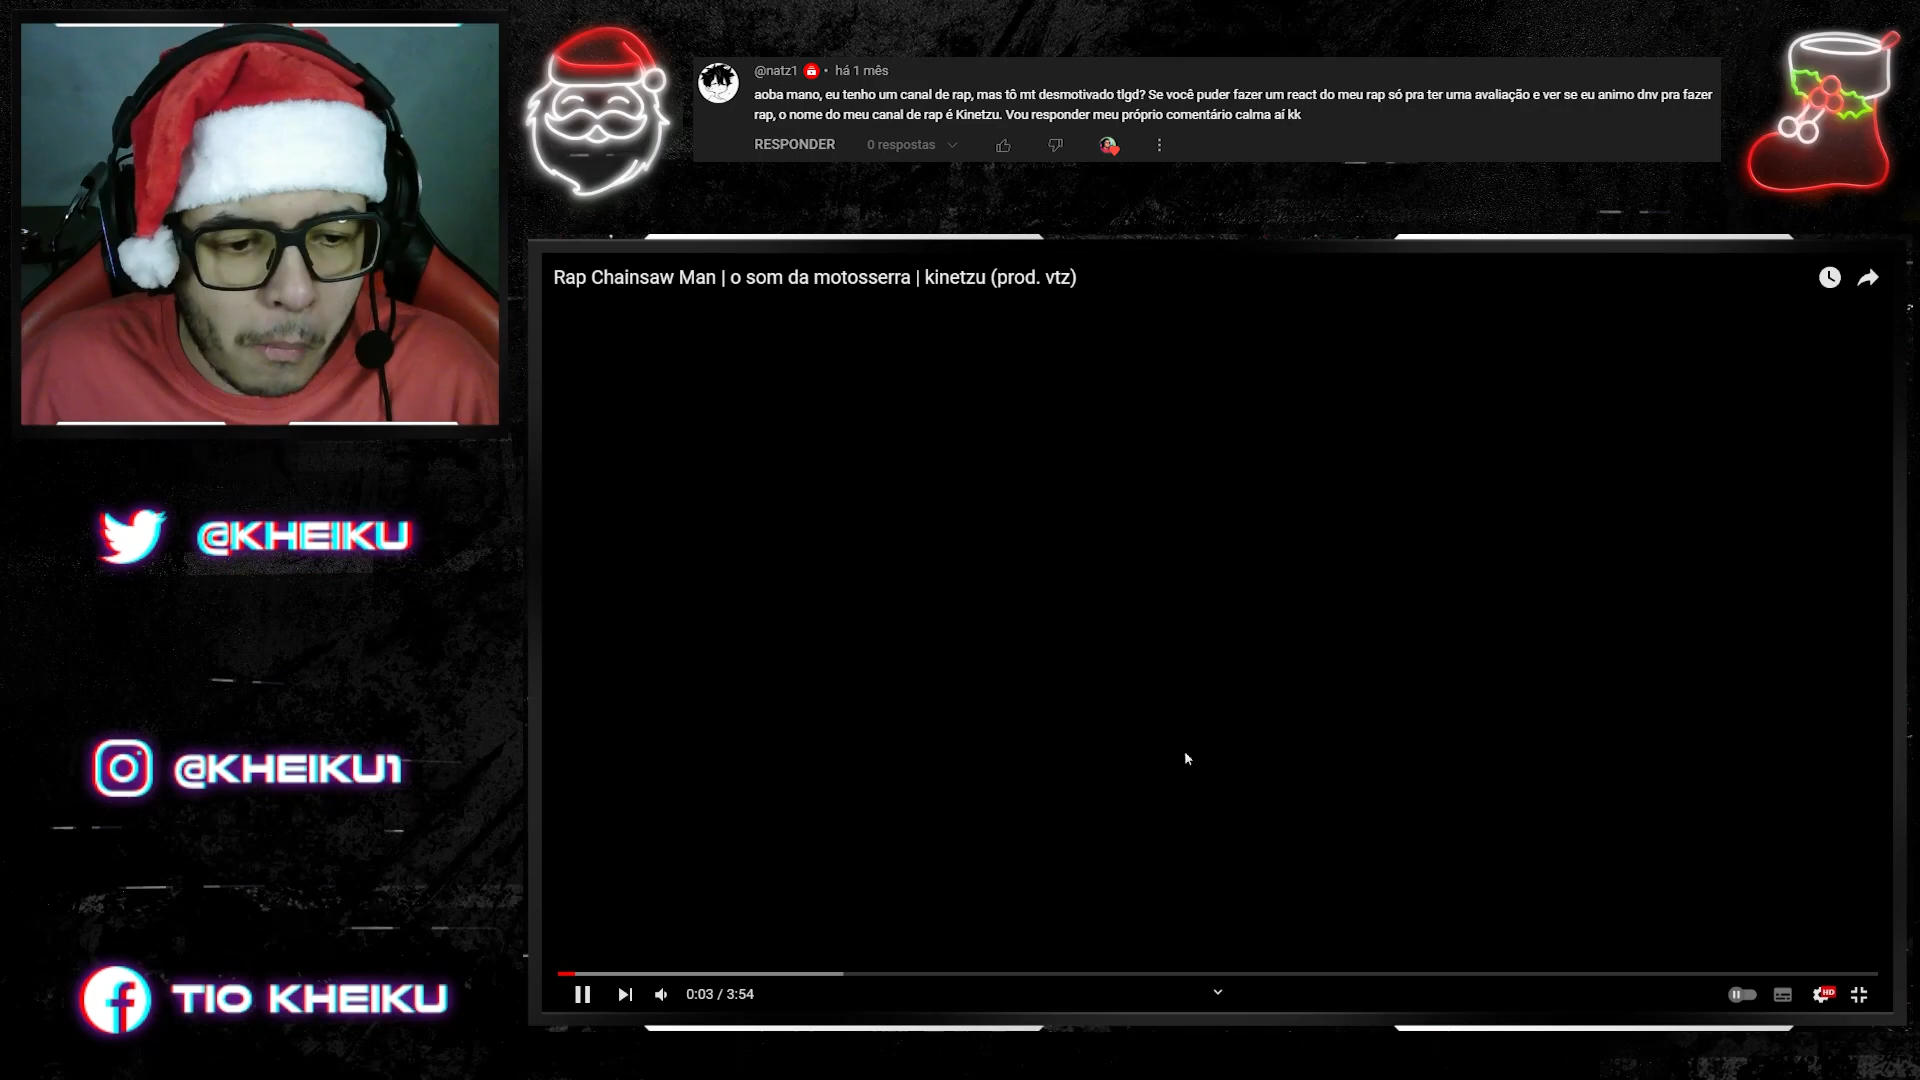 @natz1 • há 1 mês
aoba mano, eu tenho um canal de rap, mas tô mt desmotivado tlgd? Se você puder fazer um react do meu rap só pra ter uma avaliação e ver se eu animo dnv pra fazer
rap, o nome do meu canal de rap é Kinetzu. Vou responder meu próprio comentário calma aí kk
RESPONDER 0 respostas
Rap Chainsaw Man | o som da motosserra | kinetzu (prod. vtz)
@KHEIKU
@KHEIKU1
TIO KHEIKU
0:03 / 3:54
HD